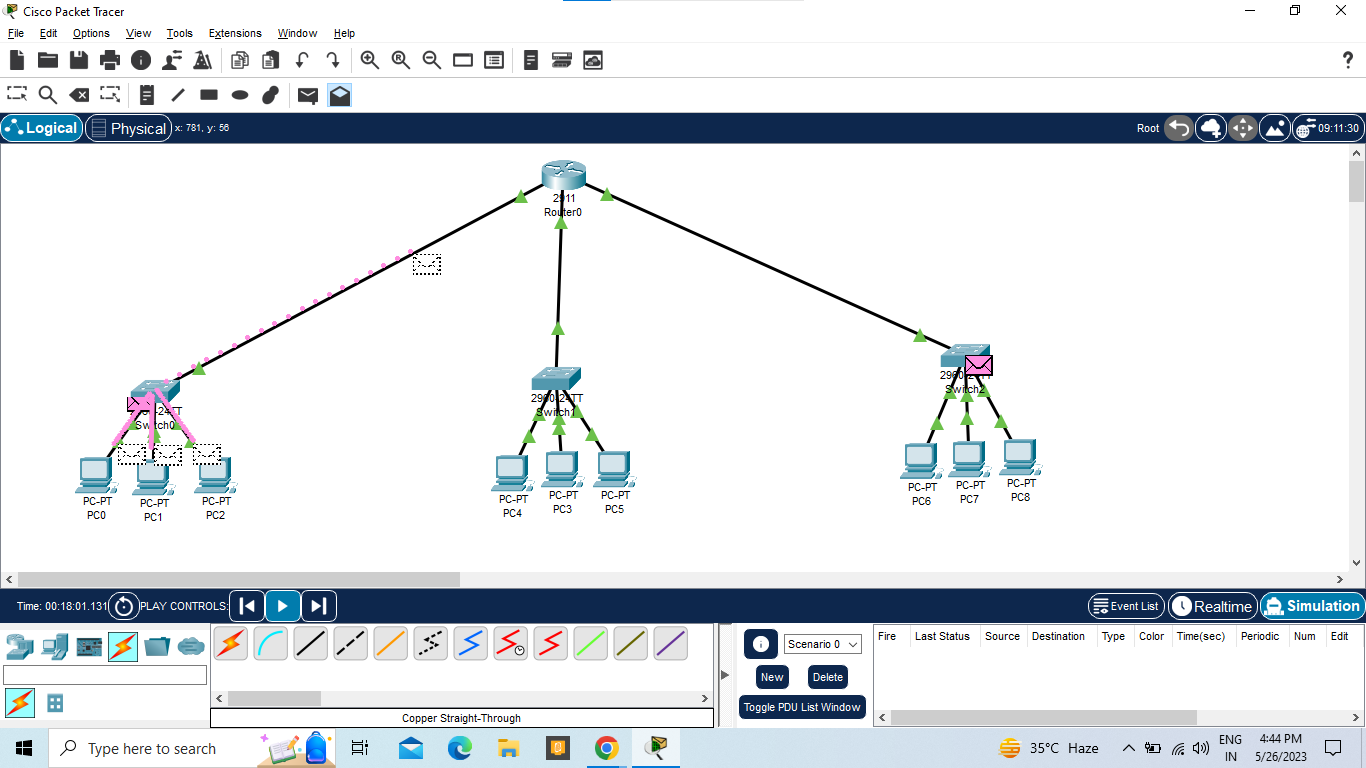 Cisco Packet Tracer
File Edit Options View Tools Extensions Window Help
Logical Physical x: 781, y: 56 Root 09:11:30
2911
Router0
Switch0
2960-24TT
Switch1
Switch2
PC-PT
PC0
PC-PT
PC1
PC-PT
PC2
PC-PT
PC4
PC-PT
PC3
PC-PT
PC5
PC-PT
PC6
PC-PT
PC7
PC-PT
PC8
Time: 00:18:01.131 PLAY CONTROLS: Event List Realtime Simulation
Scenario 0
New Delete
Toggle PDU List Window
Fire Last Status Source Destination Type Color Time(sec) Periodic Num Edit
Copper Straight-Through
Type here to search
35°C Haze
ENG
IN
4:44 PM
5/26/2023